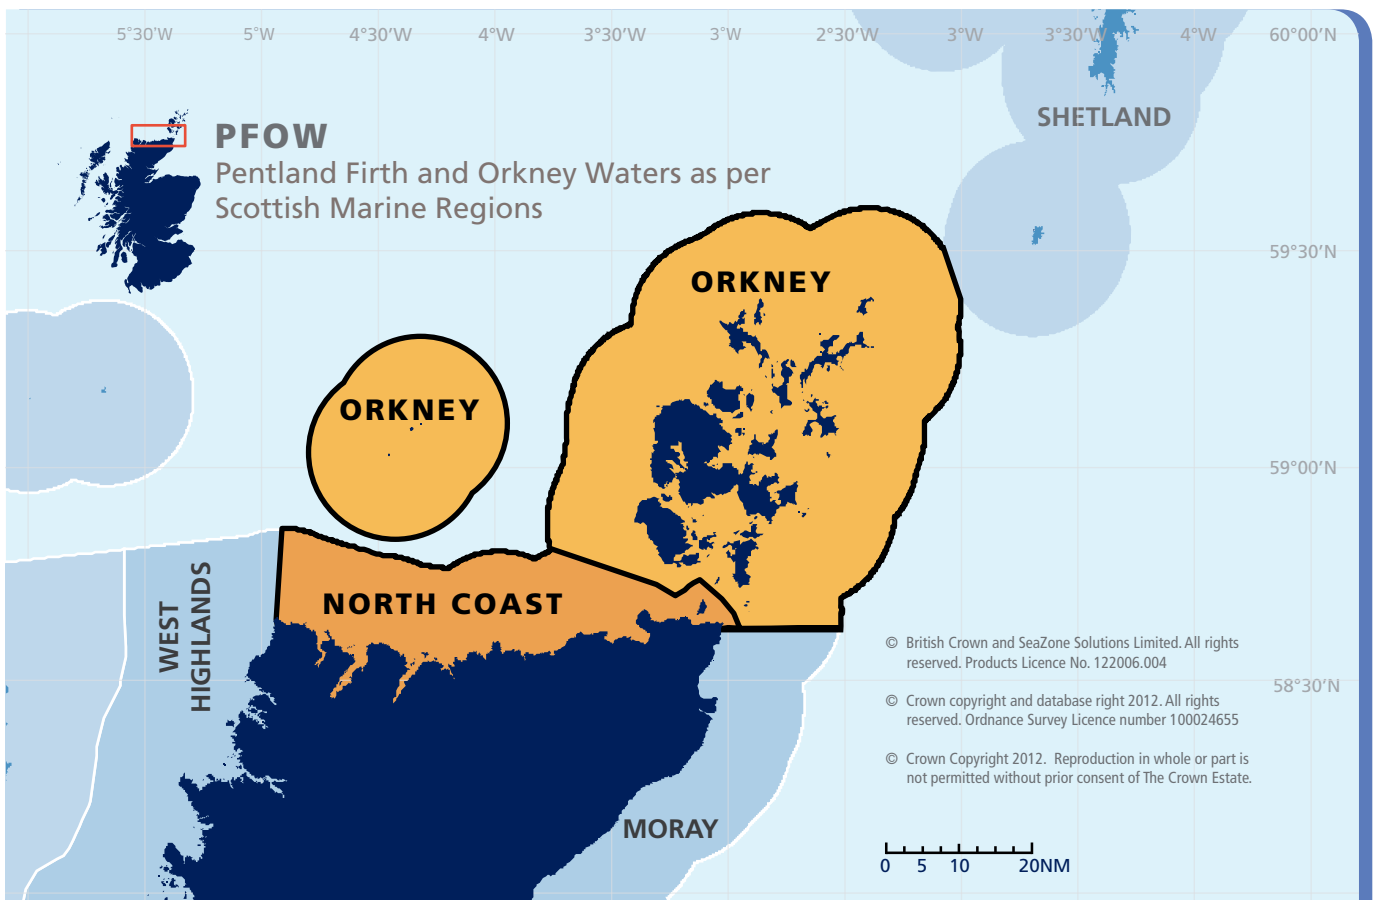 5°30’W 5°W 4°30’W 4°W 3°30’W 3°W 2°30’W 3°W 3°30’W 4°W 60°00’N
SHETLAND
PFOW
Pentland Firth and Orkney Waters as per
Scottish Marine Regions
59°30’N
ORKNEY
ORKNEY
59°00’N
WEST
HIGHLANDS
NORTH COAST
© British Crown and SeaZone Solutions Limited. All rights
reserved. Products Licence No. 122006.004
58°30’N
© Crown copyright and database right 2012. All rights
reserved. Ordnance Survey Licence number 100024655
© Crown Copyright 2012. Reproduction in whole or part is
not permitted without prior consent of The Crown Estate.
MORAY
0 5 10 20NM